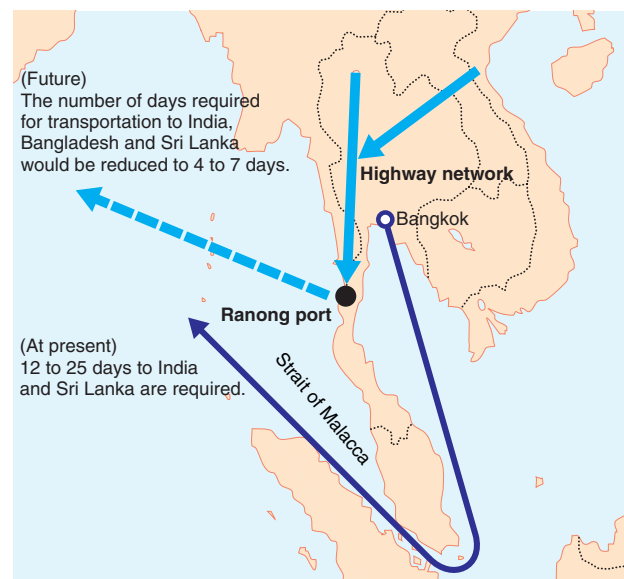 (Future)
The number of days required
for transportation to India,
Bangladesh and Sri Lanka
would be reduced to 4 to 7 days.
Highway network
Bangkok
Ranong port
(At present)
12 to 25 days to India
and Sri Lanka are required.
Strait of Malacca